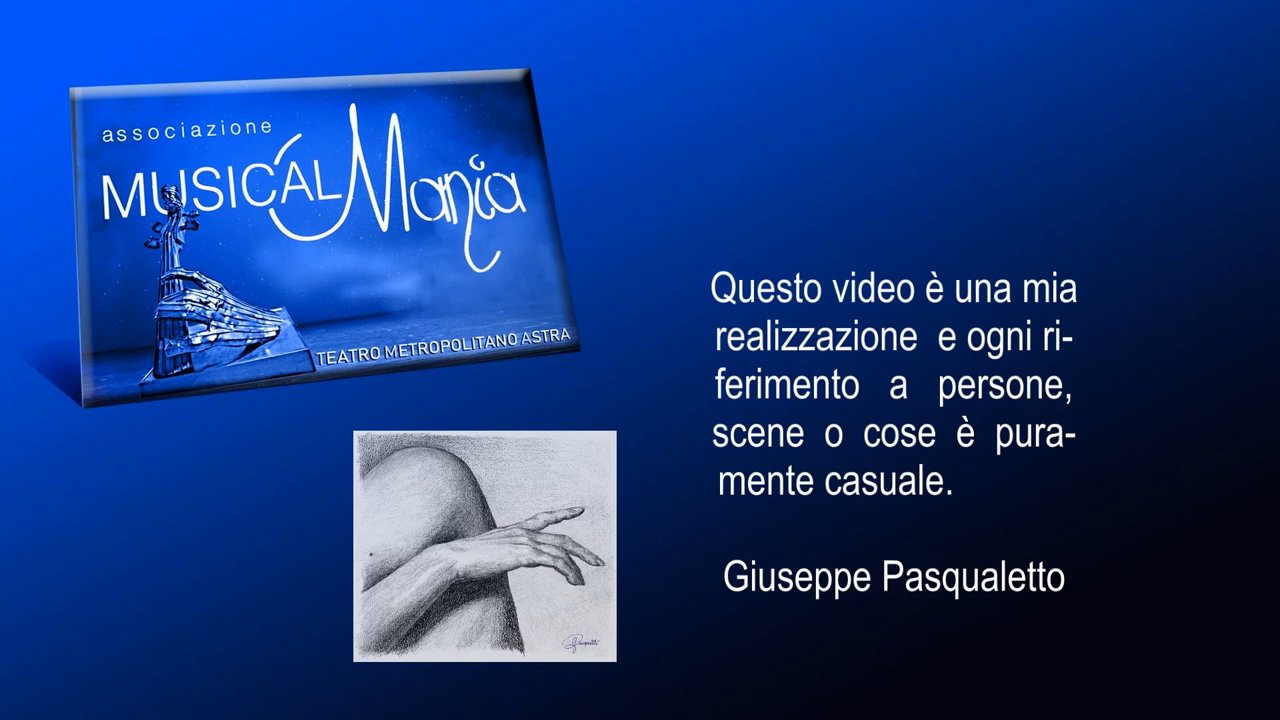 associazione
MUSICAL Mania
TEATRO METROPOLITANO ASTRA
Questo video è una mia
realizzazione e ogni ri-
ferimento a persone,
scene o cose è pura-
mente casuale.
Giuseppe Pasqualetto